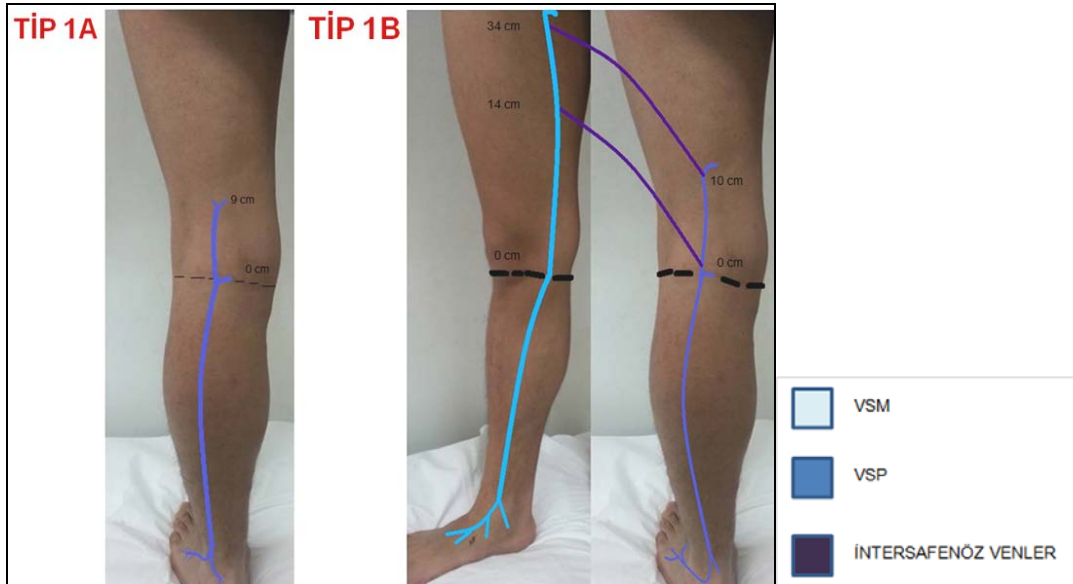 TİP 1A
TİP 1B
9 cm
0 cm
34 cm
14 cm
0 cm
10 cm
0 cm
VSM
VSP
İNTERSAFENÖZ VENLER